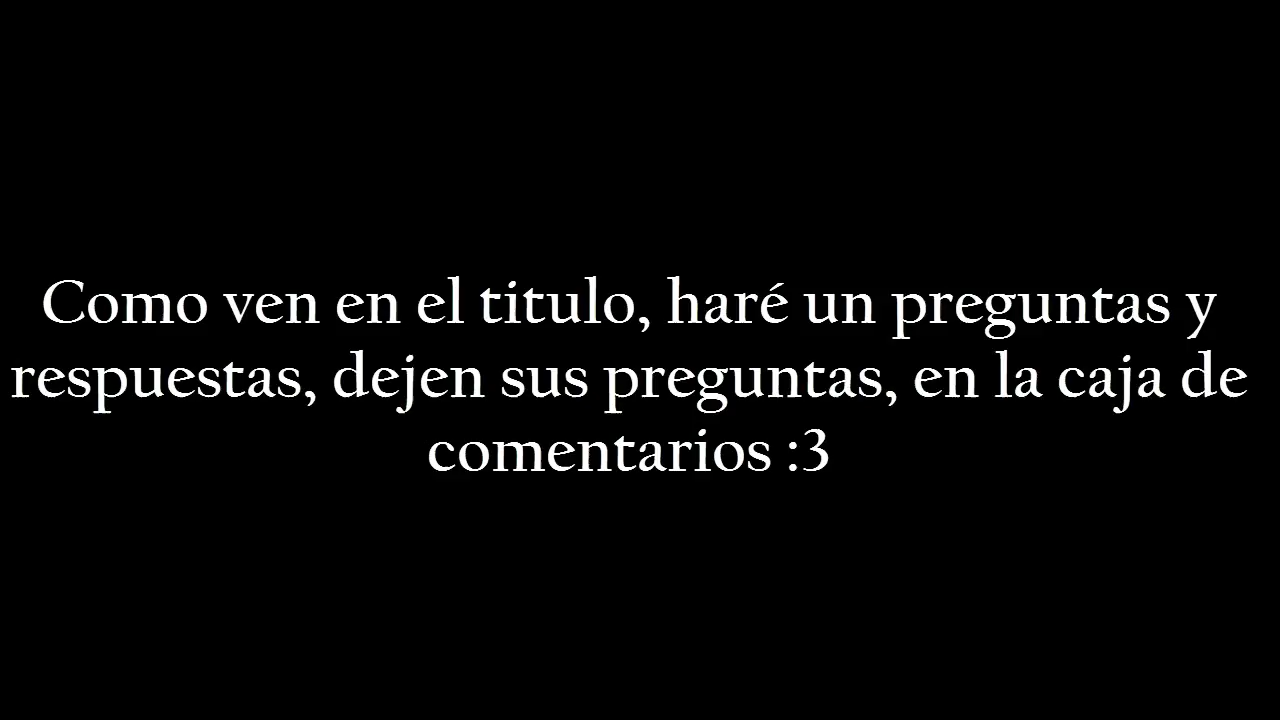 Como ven en el titulo, haré un preguntas y
respuestas, dejen sus preguntas, en la caja de
comentarios :3